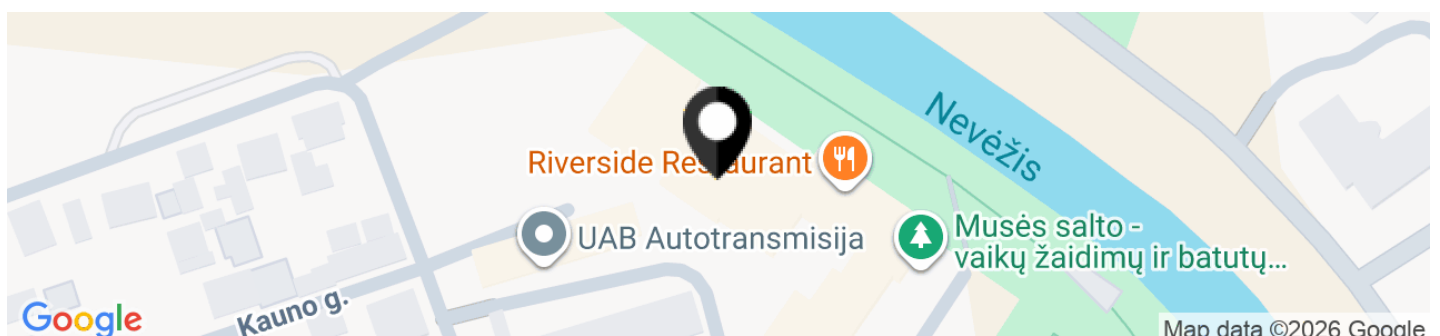 Nevėžis
Riverside Restaurant
UAB Autotransmisija
Musės salto -
vaikų žaidimų ir batutų...
Kauno g.
Google
Map data ©2026 Google